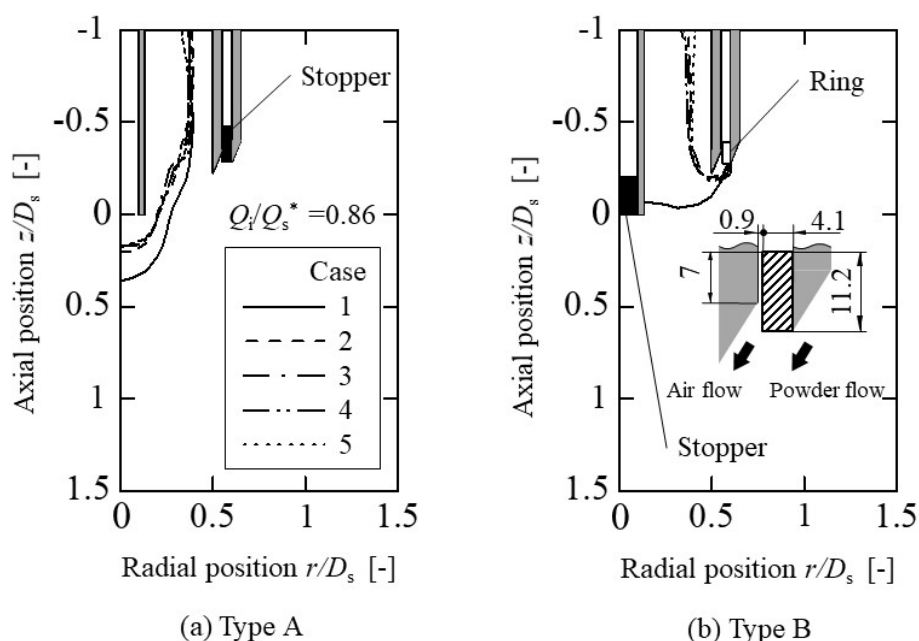 -1
-0.5
0
0.5
1
1.5
Axial position z/Dₛ [-]
Stopper
Qᵢ/Qₛ* =0.86
Case
1
2
3
4
5
0 0.5 1 1.5
Radial position r/Dₛ [-]
(a) Type A
-1
-0.5
0
0.5
1
1.5
Axial position z/Dₛ [-]
Ring
0.9 4.1
7
11.2
Air flow Powder flow
Stopper
0 0.5 1 1.5
Radial position r/Dₛ [-]
(b) Type B